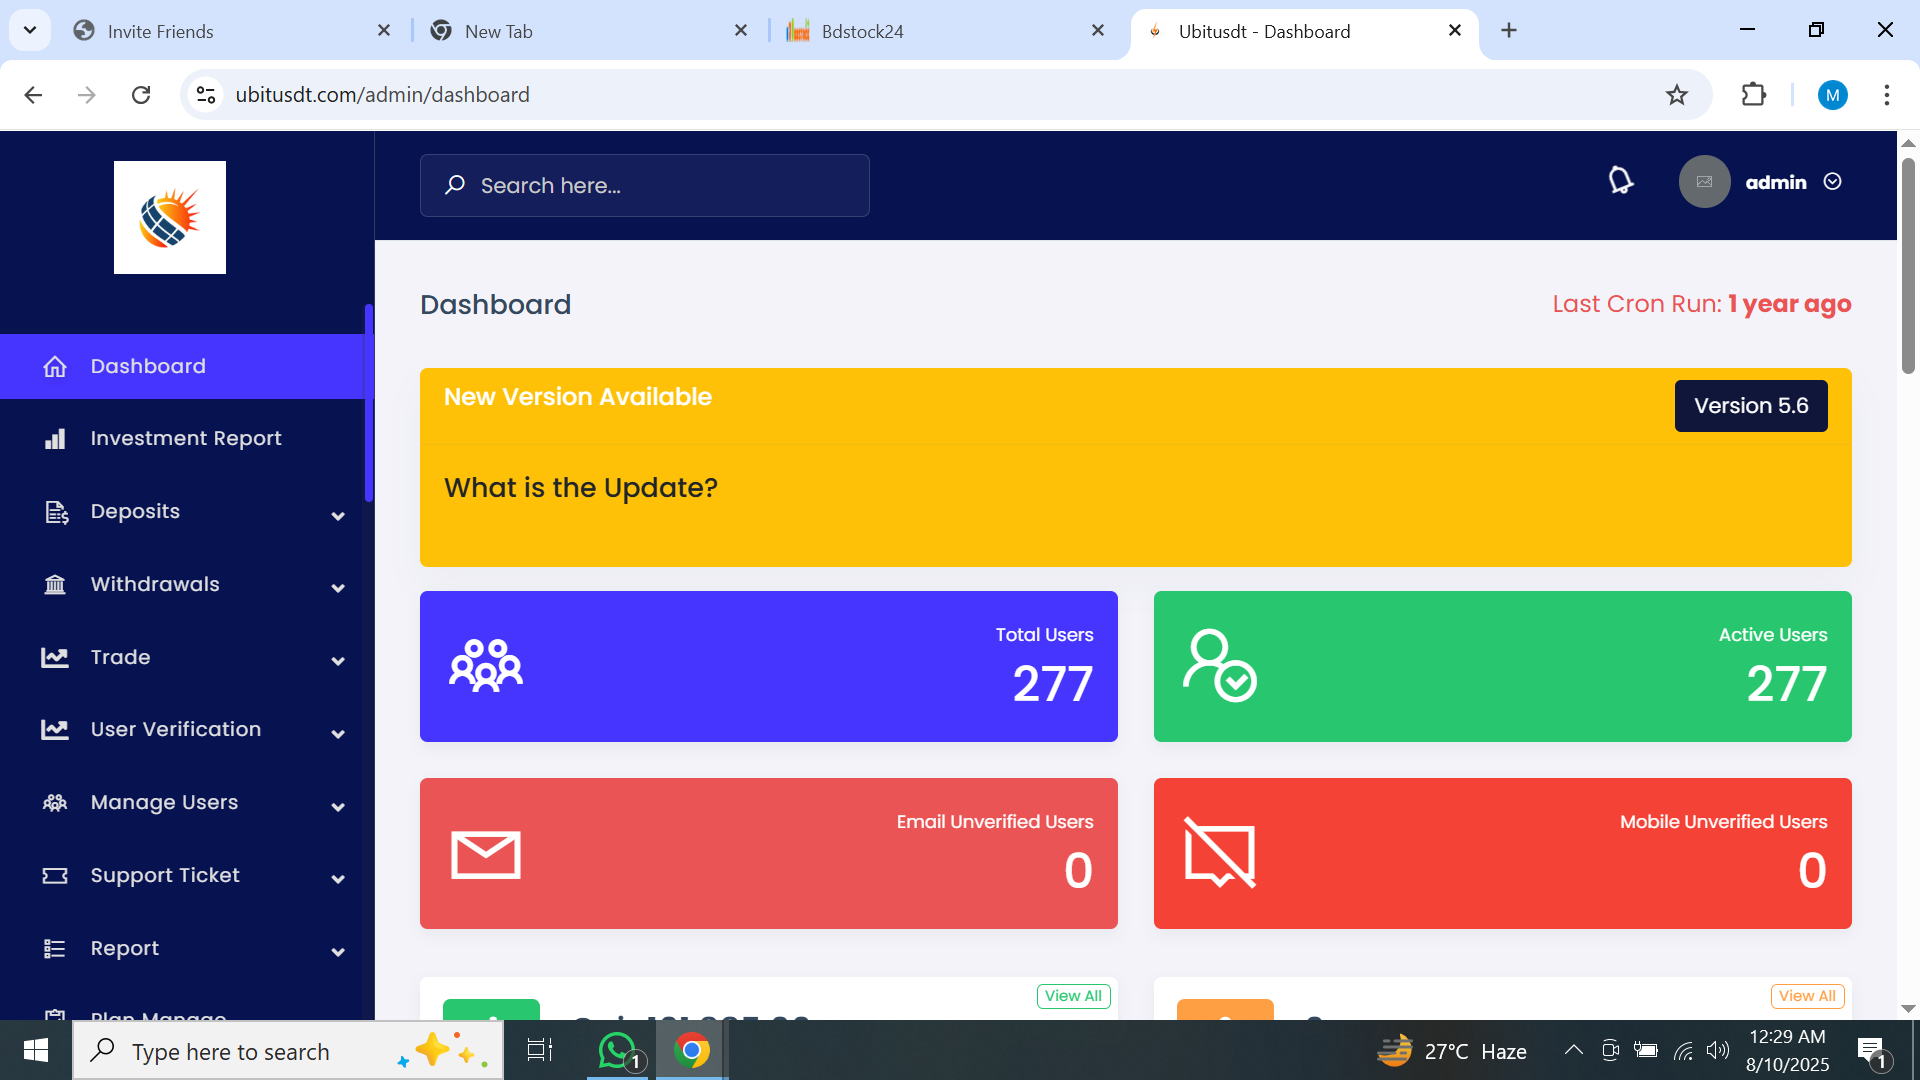 Invite Friends
New Tab
Bdstock24
Ubitusdt - Dashboard
ubitusdt.com/admin/dashboard
M
Search here...
admin
Dashboard
Last Cron Run: 1 year ago
New Version Available
Version 5.6
What is the Update?
Dashboard
Investment Report
Deposits
Withdrawals
Trade
User Verification
Manage Users
Support Ticket
Report
Plan Manage
Total Users
277
Active Users
277
Email Unverified Users
0
Mobile Unverified Users
0
View All
View All
Type here to search
1
27°C Haze
12:29 AM
8/10/2025
1